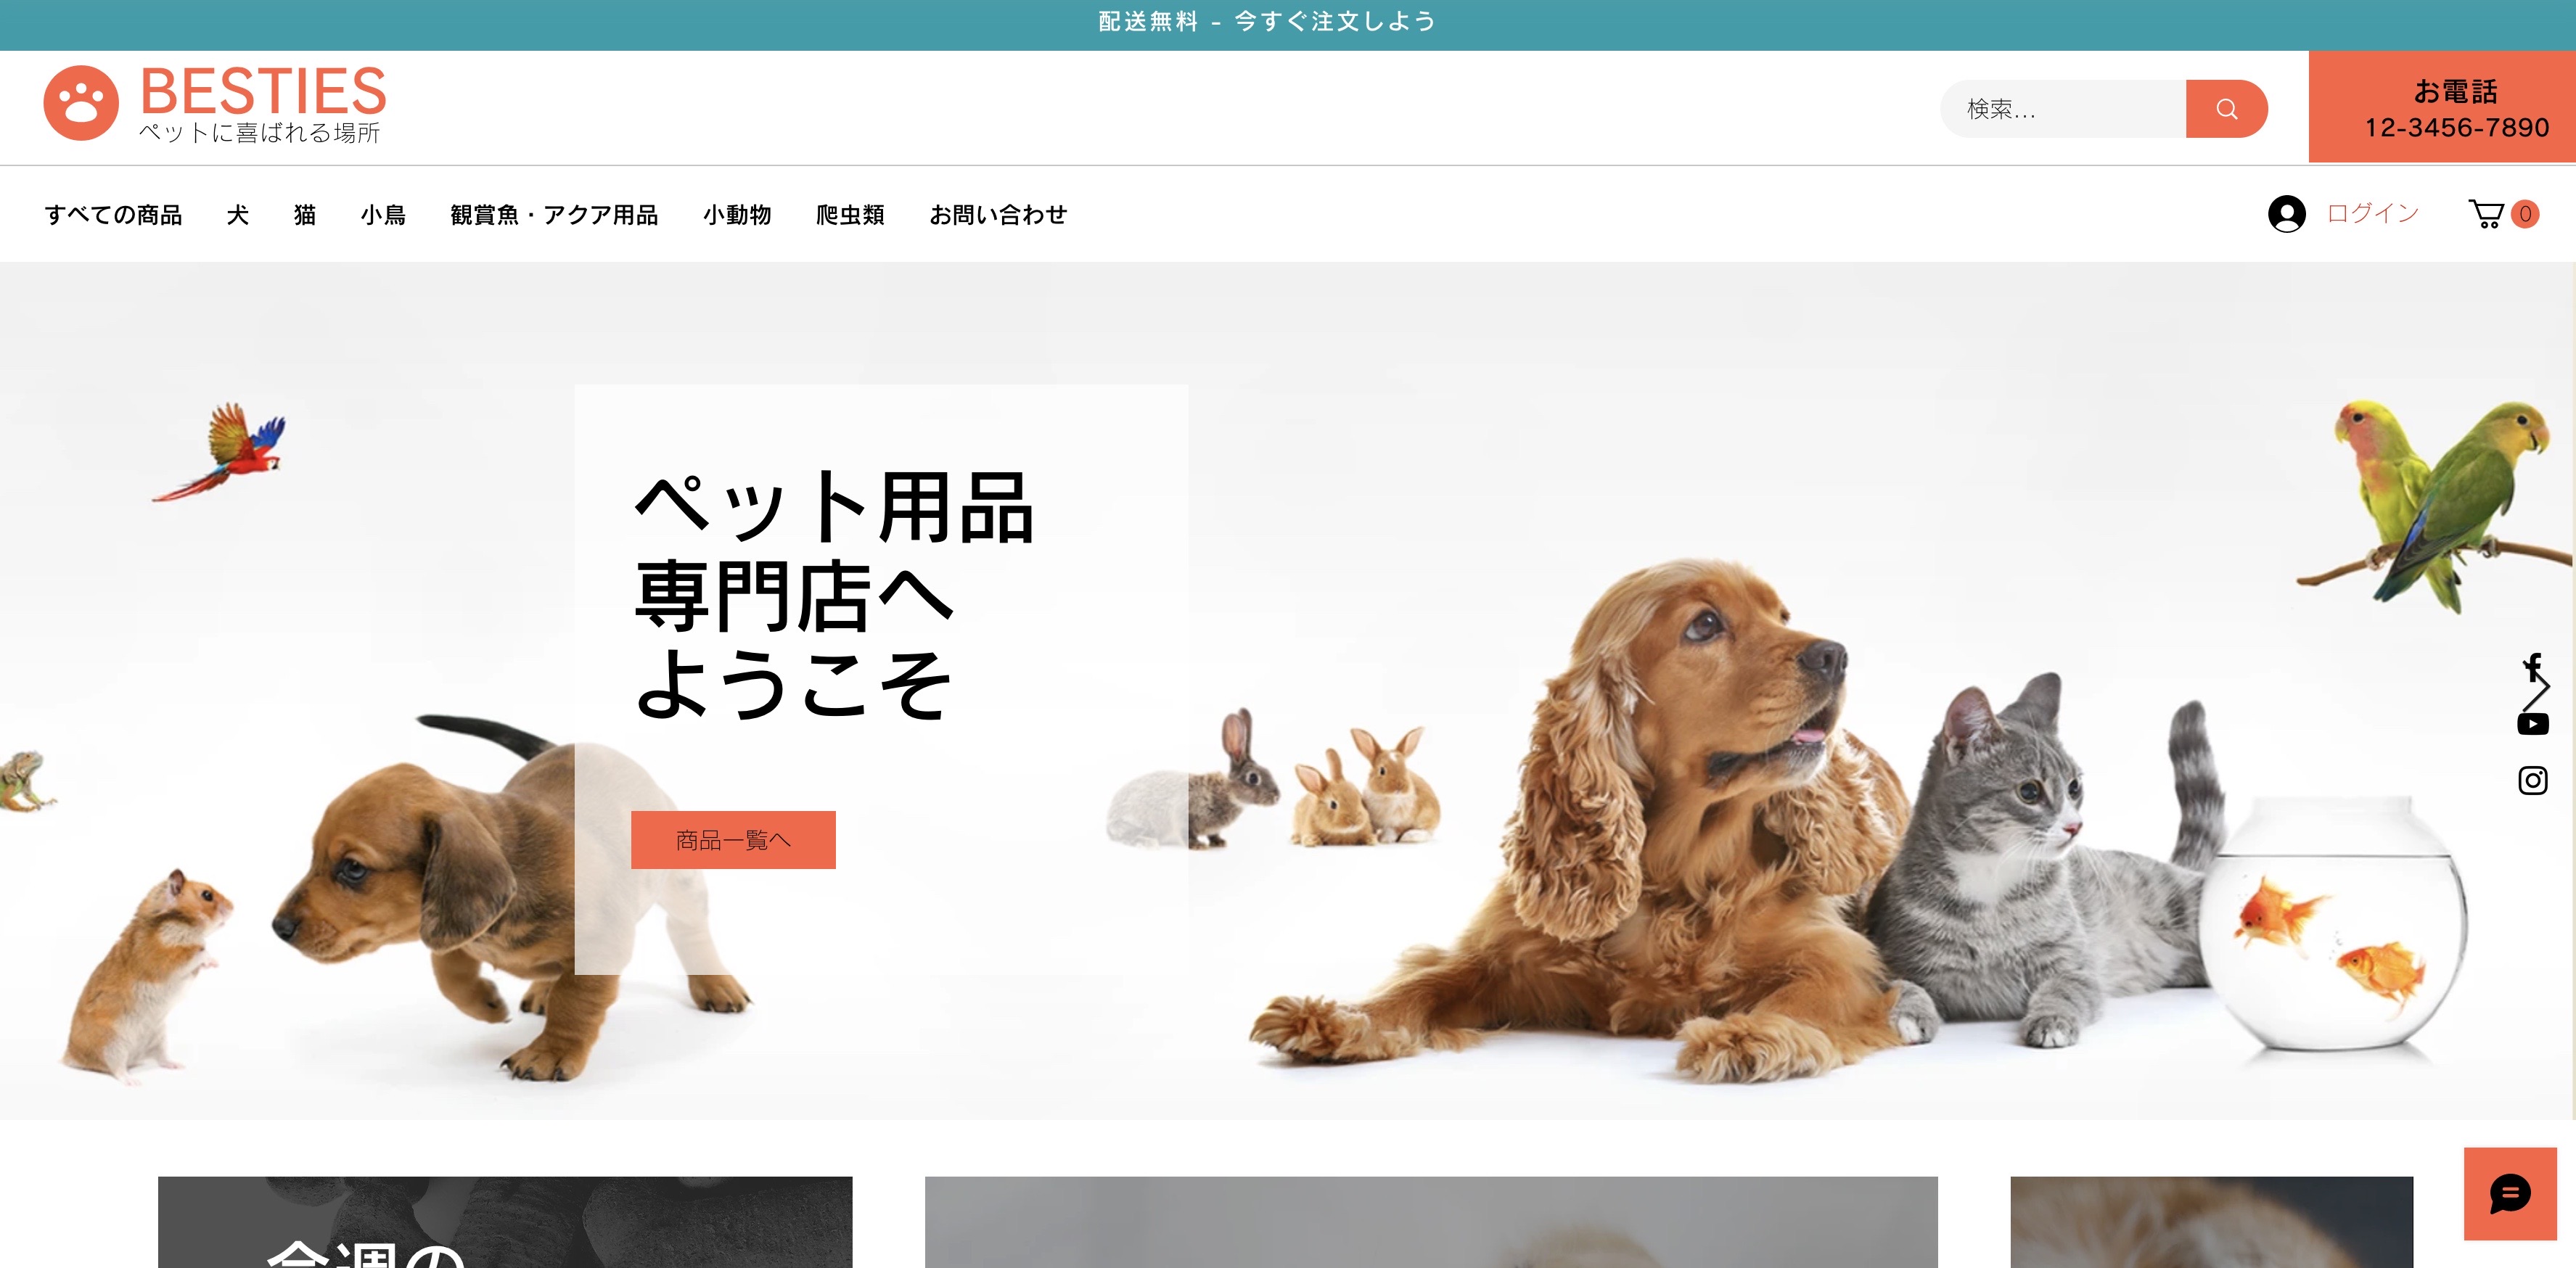 配送無料 - 今すぐ注文しよう
BESTIES
ペットに喜ばれる場所
検索...
お電話
12-3456-7890
すべての商品 犬 猫 小鳥 観賞魚・アクア用品 小動物 爬虫類 お問い合わせ
ログイン
0
ペット用品
専門店へ
ようこそ
商品一覧へ
今週の